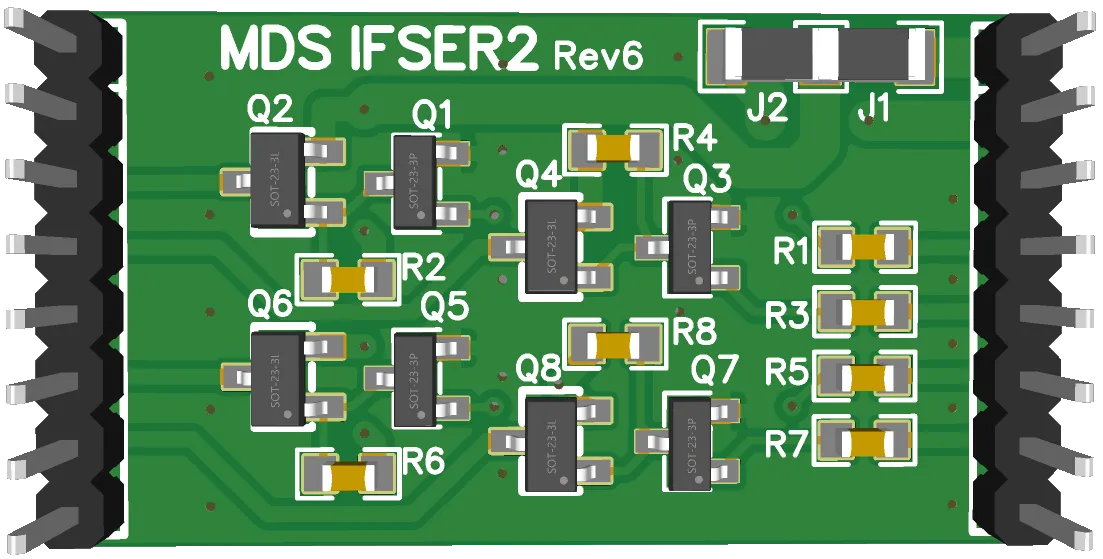 MDS IFSER2 Rev6
J2 J1
Q2 Q1 R4
Q4 Q3
SOT-23-3L SOT-23-3P
SOT-23-3L SOT-23-3P
R2 R1
Q6 Q5 R8 R3
Q8 Q7 R5
SOT-23-3L SOT-23-3P
SOT-23-3L SOT-23-3P
R6 R7